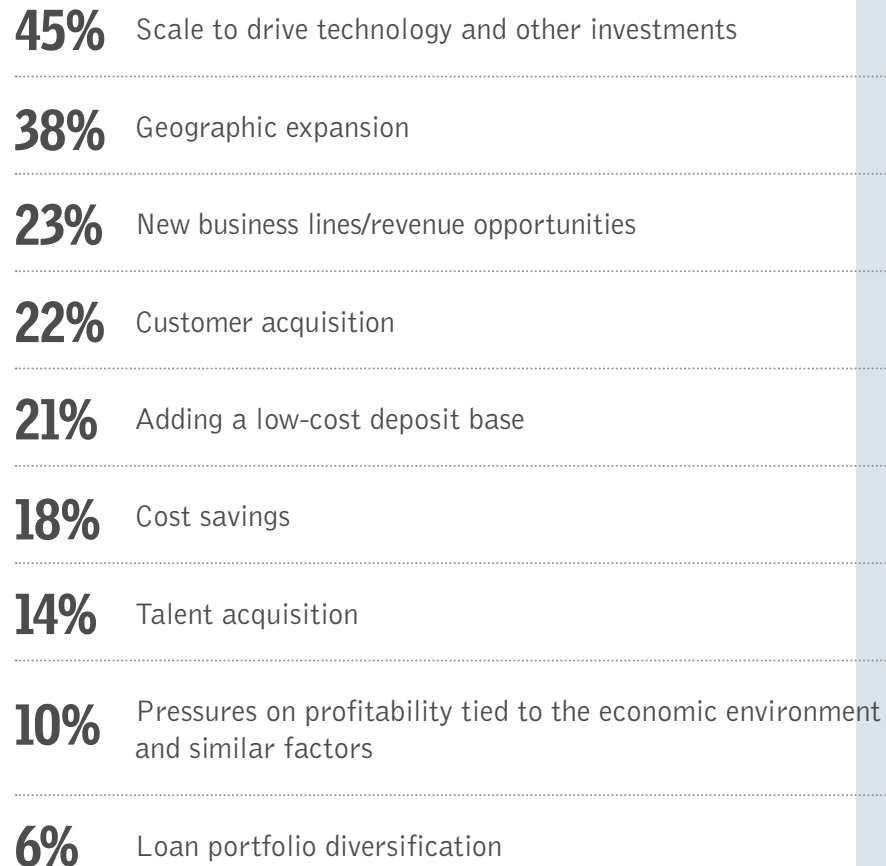 45% Scale to drive technology and other investments
38% Geographic expansion
23% New business lines/revenue opportunities
22% Customer acquisition
21% Adding a low-cost deposit base
18% Cost savings
14% Talent acquisition
10% Pressures on profitability tied to the economic environment
and similar factors
6% Loan portfolio diversification